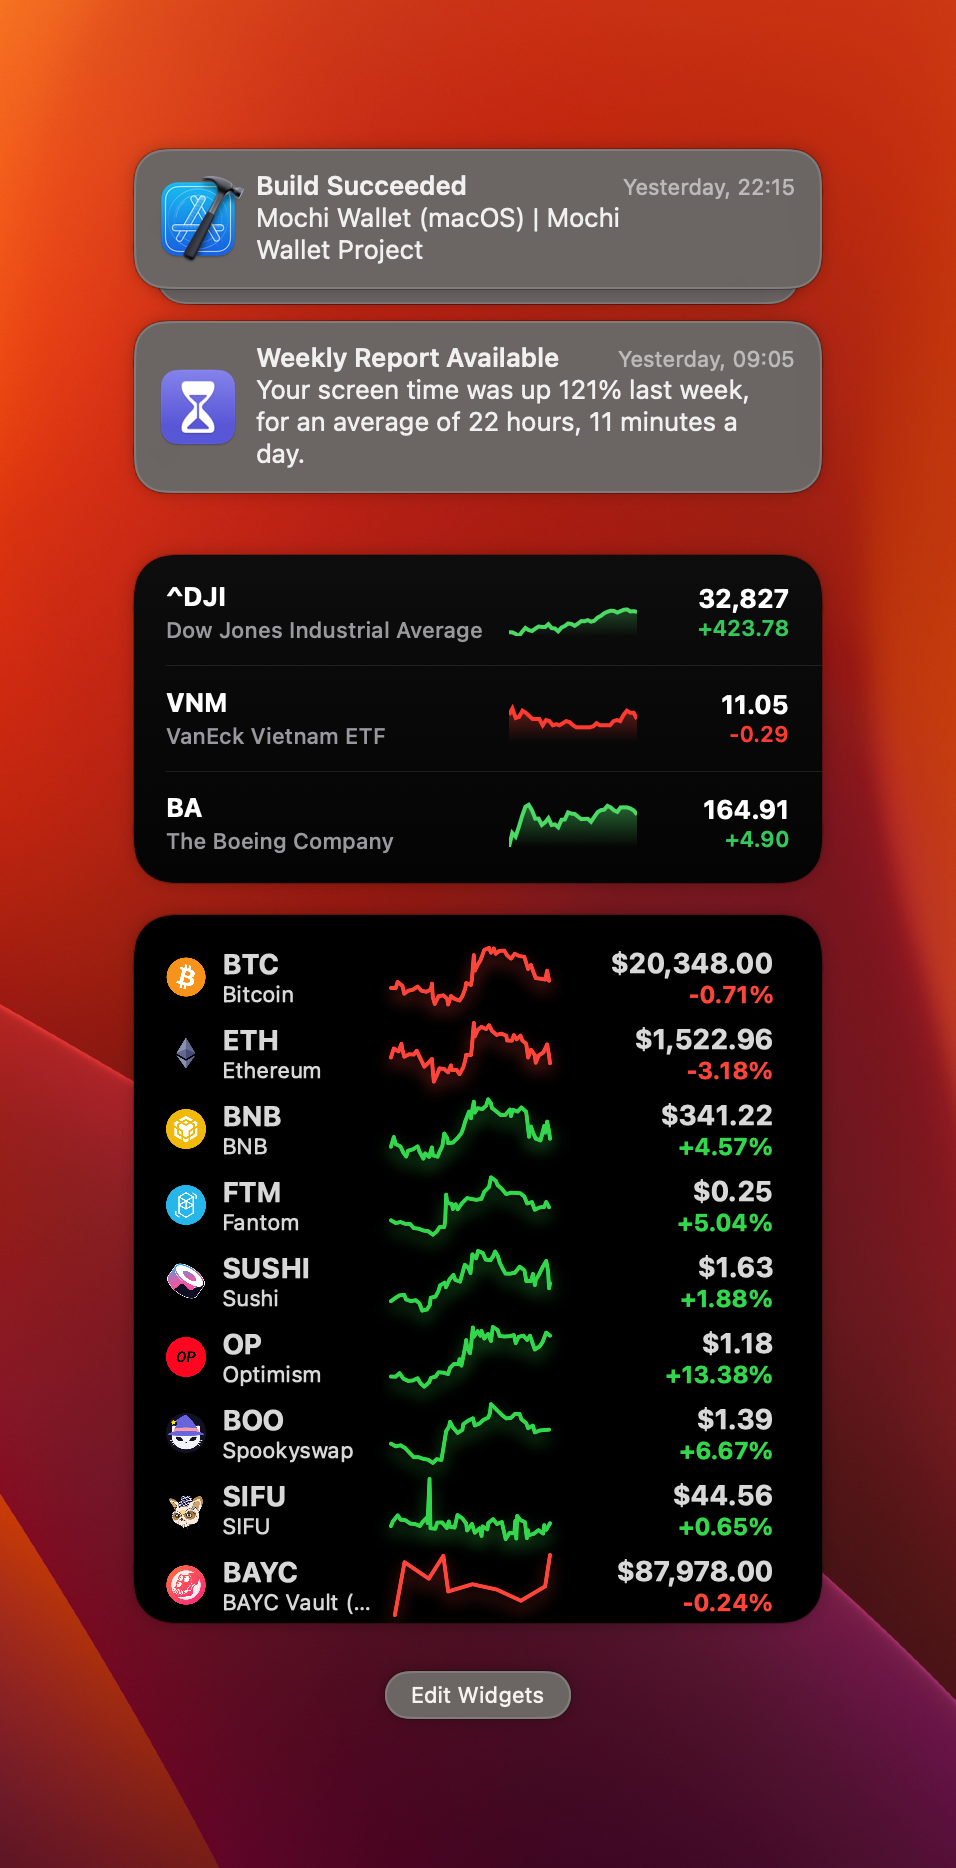 Build Succeeded Yesterday, 22:15
Mochi Wallet (macOS) | Mochi
Wallet Project
Weekly Report Available Yesterday, 09:05
Your screen time was up 121% last week,
for an average of 22 hours, 11 minutes a
day.
^DJI 32,827
Dow Jones Industrial Average +423.78
VNM 11.05
VanEck Vietnam ETF -0.29
BA 164.91
The Boeing Company +4.90
BTC $20,348.00
Bitcoin -0.71%
ETH $1,522.96
Ethereum -3.18%
BNB $341.22
BNB +4.57%
FTM $0.25
Fantom +5.04%
SUSHI $1.63
Sushi +1.88%
OP OP $1.18
Optimism +13.38%
BOO $1.39
Spookyswap +6.67%
SIFU $44.56
SIFU +0.65%
BAYC $87,978.00
BAYC Vault (... -0.24%
Edit Widgets